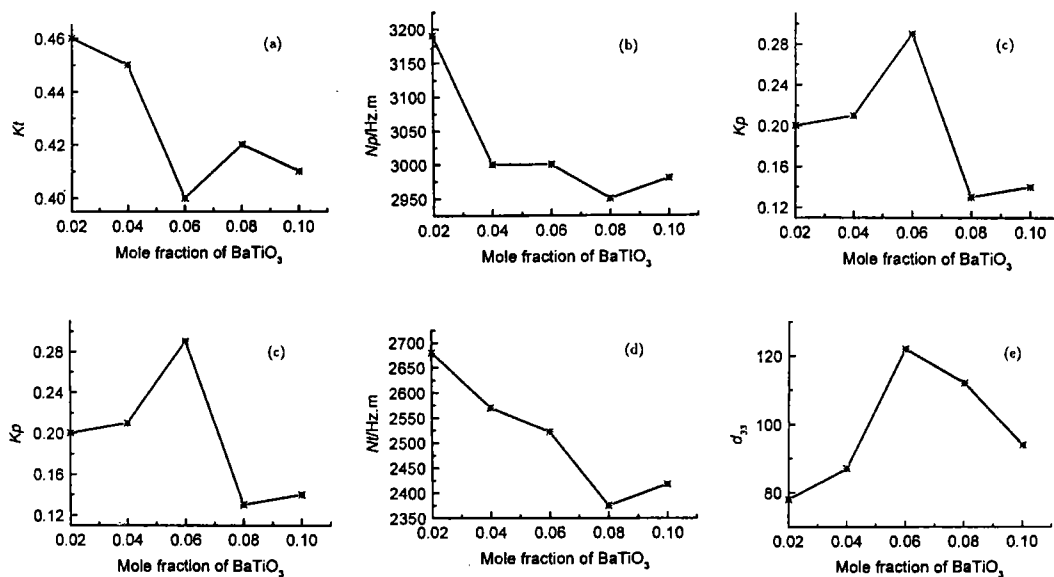 (a)
Kt
0.46
0.44
0.42
0.40
0.02 0.04 0.06 0.08 0.10
Mole fraction of BaTiO3
(b)
Np/Hz.m
3200
3150
3100
3050
3000
2950
0.02 0.04 0.06 0.08 0.10
Mole fraction of BaTIO3
(c)
Kp
0.28
0.24
0.20
0.16
0.12
0.02 0.04 0.06 0.08 0.10
Mole fraction of BaTiO3
(c)
Kp
0.28
0.24
0.20
0.16
0.12
0.02 0.04 0.06 0.08 0.10
Mole fraction of BaTiO3
(d)
Nt/Hz.m
2700
2650
2600
2550
2500
2450
2400
2350
0.02 0.04 0.06 0.08 0.10
Mole fraction of BaTiO3
(e)
d33
120
100
80
0.02 0.04 0.06 0.08 0.10
Mole fraction of BaTiO3